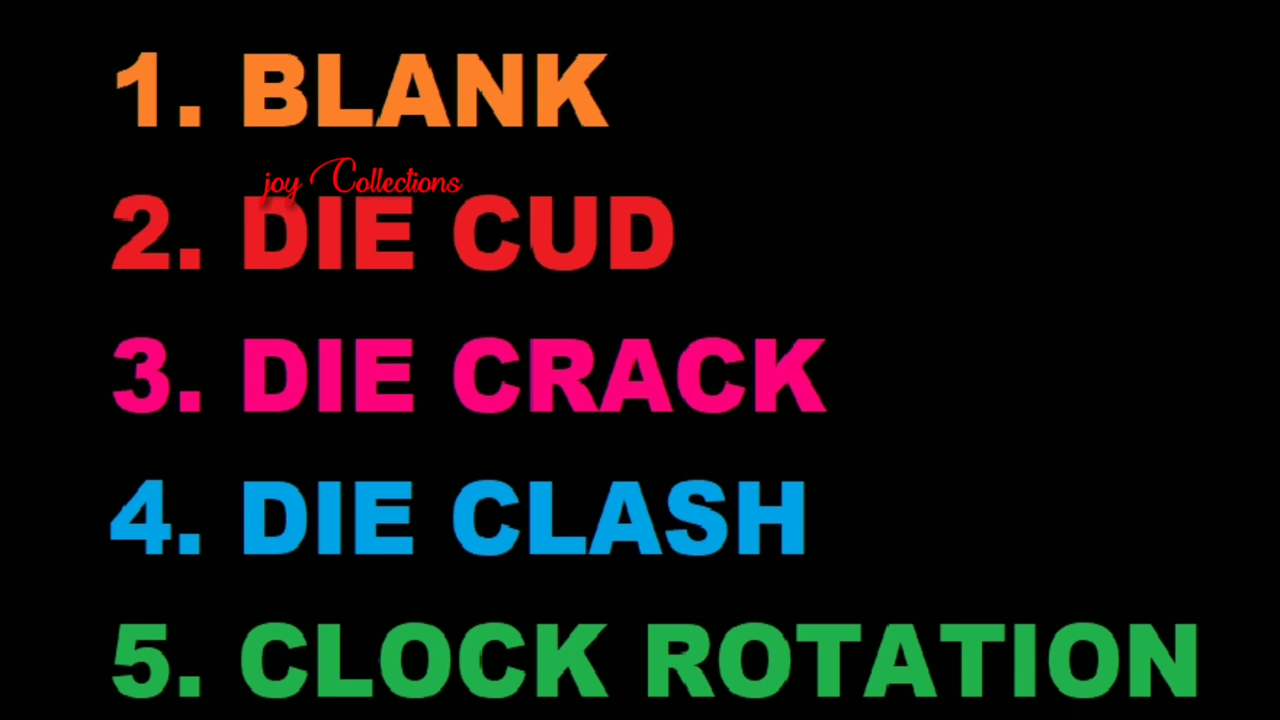 1. BLANK
joy Collections
2. DIE CUD
3. DIE CRACK
4. DIE CLASH
5. CLOCK ROTATION